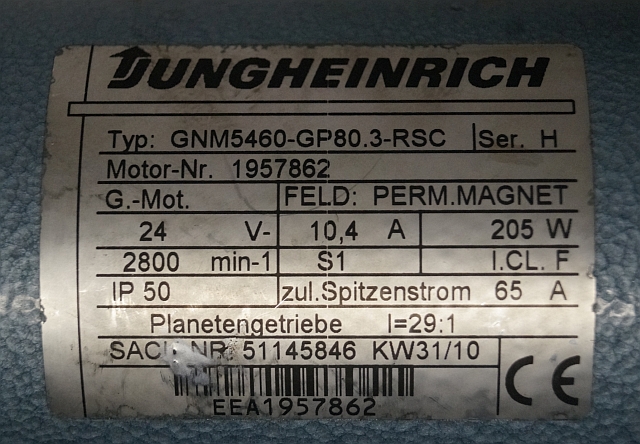 JUNGHEINRICH
Typ: GNM5460-GP80.3-RSC Ser. H
Motor-Nr. 1957862
G.-Mot. FELD: PERM.MAGNET
24 V- 10,4 A 205 W
2800 min-1 S1 I.CL. F
IP 50 zul.Spitzenstrom 65 A
Planetengetriebe I=29:1
SACH.NR. 51145846 KW31/10
CE
EEA1957862